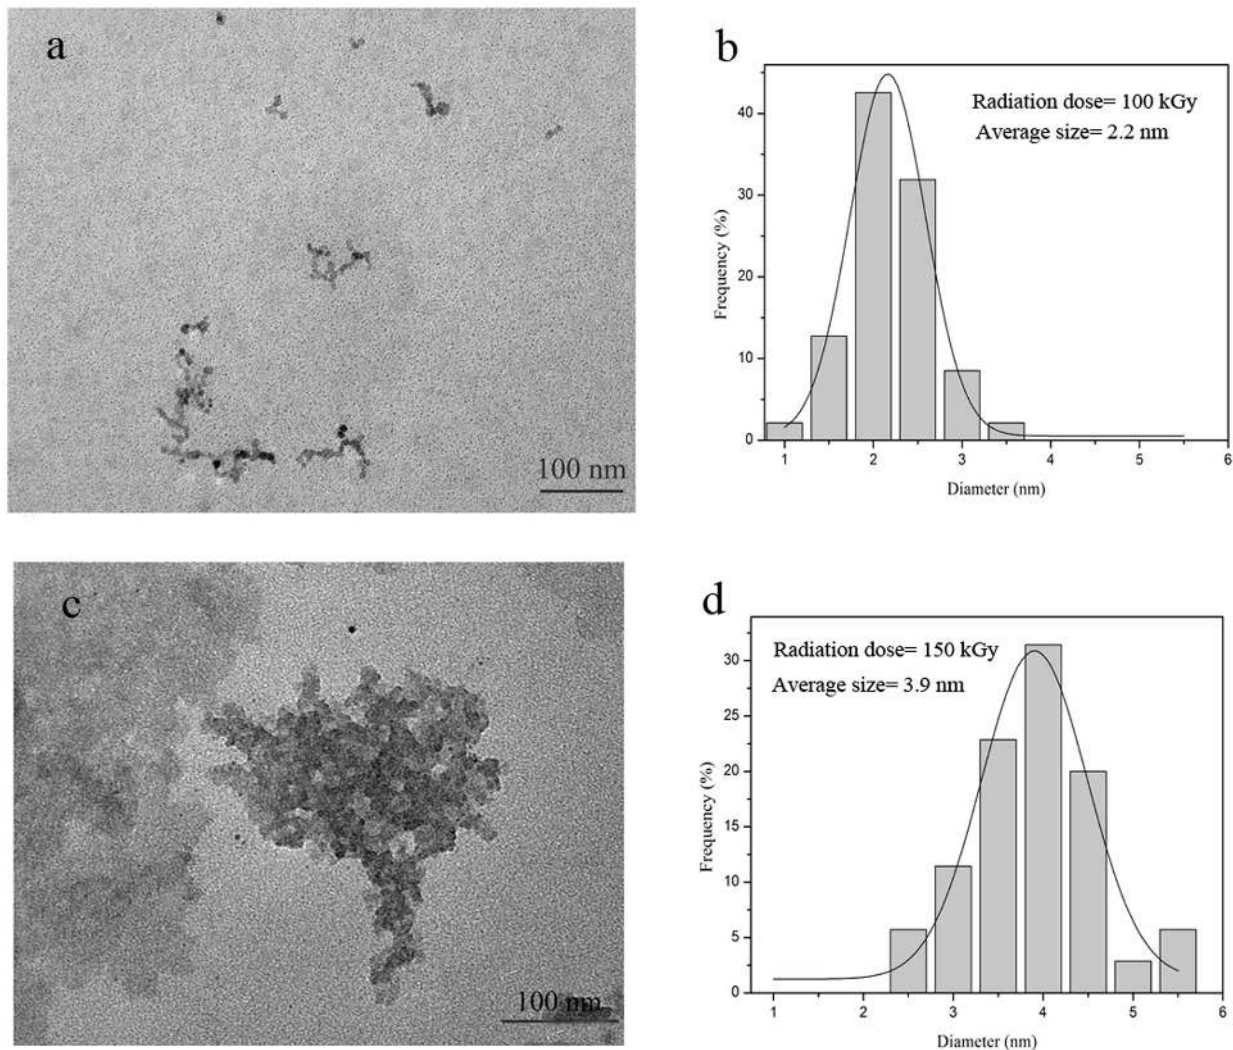 a
100 nm
b
Radiation dose= 100 kGy
Average size= 2.2 nm
Frequency (%)
40
30
20
10
0
1 2 3 4 5 6
Diameter (nm)
c
100 nm
d
Radiation dose= 150 kGy
Average size= 3.9 nm
Frequency (%)
30
25
20
15
10
5
0
1 2 3 4 5 6
Diameter (nm)